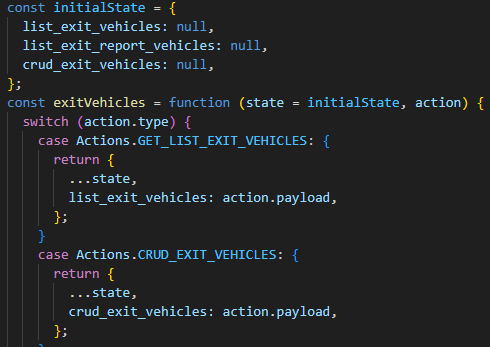 const initialState = {
  list_exit_vehicles: null,
  list_exit_report_vehicles: null,
  crud_exit_vehicles: null,
};
const exitVehicles = function (state = initialState, action) {
  switch (action.type) {
    case Actions.GET_LIST_EXIT_VEHICLES: {
      return {
        ...state,
        list_exit_vehicles: action.payload,
      };
    }
    case Actions.CRUD_EXIT_VEHICLES: {
      return {
        ...state,
        crud_exit_vehicles: action.payload,
      };
    }